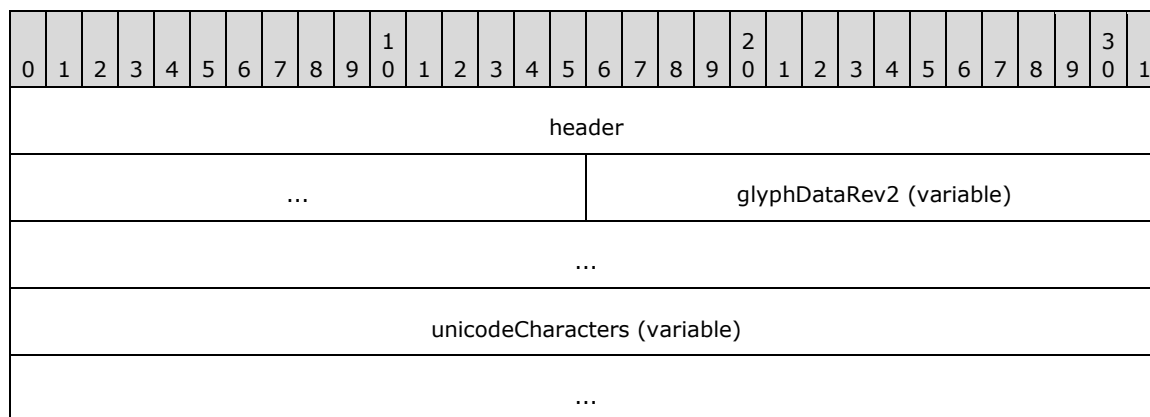 1 2 3
0 1 2 3 4 5 6 7 8 9 0 1 2 3 4 5 6 7 8 9 0 1 2 3 4 5 6 7 8 9 0 1
header
... glyphDataRev2 (variable)
...
unicodeCharacters (variable)
...